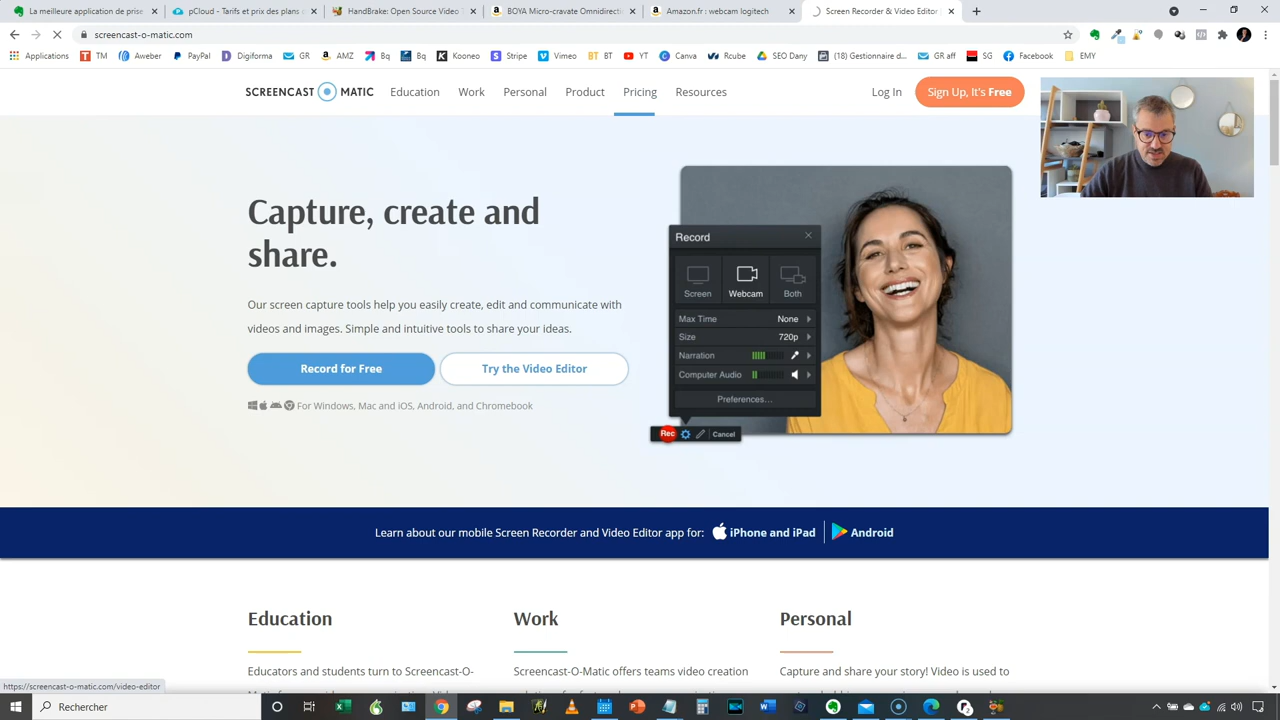 La meilleure application de prise
pCloud - Tarifs et prix des plans
HandBrake: Open Source Video
BOYA Micro-cravate Omnidirectio
Amazon.fr : webcam logitech
Screen Recorder & Video Editor
screencast-o-matic.com
Applications
TM
Aweber
PayPal
Digiforma
GR
AMZ
Bq
Bq
Kooneo
Stripe
Vimeo
BT BT
YT
Canva
Rcube
SEO Dany
(18) Gestionnaire d...
GR aff
SG
Facebook
EMY
SCREENCAST MATIC
Education
Work
Personal
Product
Pricing
Resources
Log In
Sign Up, It's Free
Capture, create and
share.
Our screen capture tools help you easily create, edit and communicate with
videos and images. Simple and intuitive tools to share your ideas.
Record for Free
Try the Video Editor
For Windows, Mac and iOS, Android, and Chromebook
Record
Screen
Webcam
Both
Max Time None
Size 720p
Narration
Computer Audio
Preferences...
Rec
Cancel
Learn about our mobile Screen Recorder and Video Editor app for: iPhone and iPad Android
Education
Work
Personal
Educators and students turn to Screencast-O-
Screencast-O-Matic offers teams video creation
Capture and share your story! Video is used to
https://screencast-o-matic.com/video-editor
Rechercher